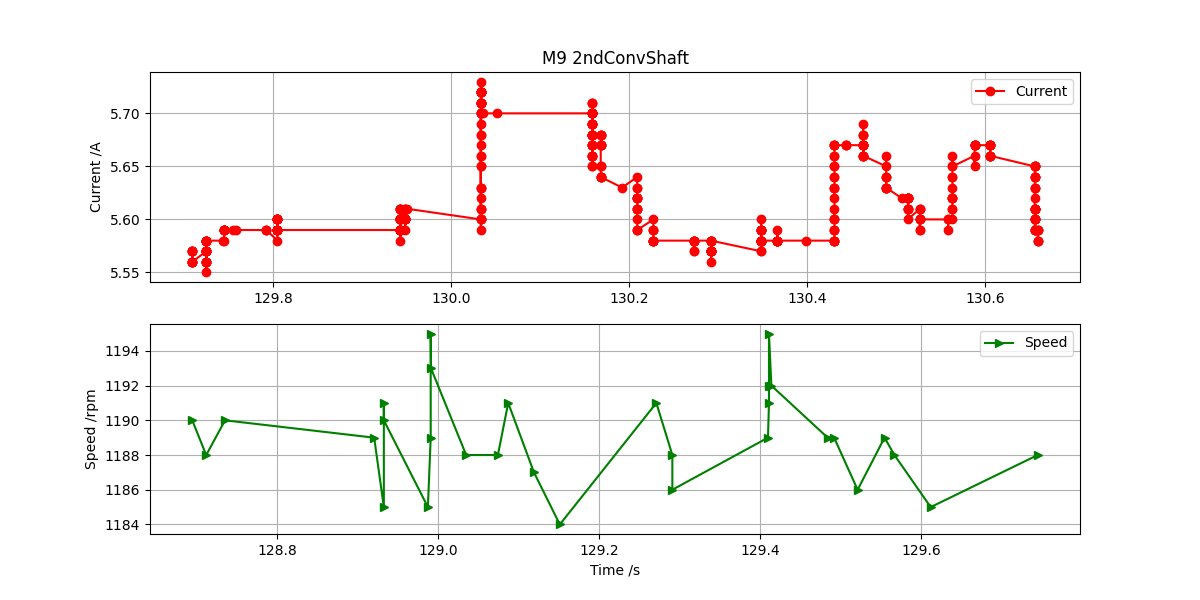 M9 2ndConvShaft
Current /A
5.70
5.65
5.60
5.55
Current
129.8 130.0 130.2 130.4 130.6
Speed /rpm
1194
1192
1190
1188
1186
1184
Speed
128.8 129.0 129.2 129.4 129.6
Time /s